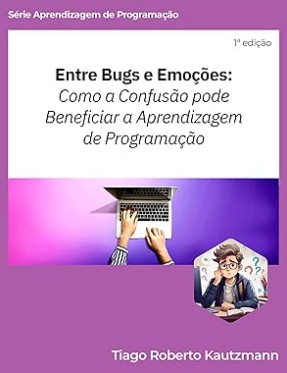 Série Aprendizagem de Programação
1ª edição
Entre Bugs e Emoções:
Como a Confusão pode
Beneficiar a Aprendizagem
de Programação
Tiago Roberto Kautzmann